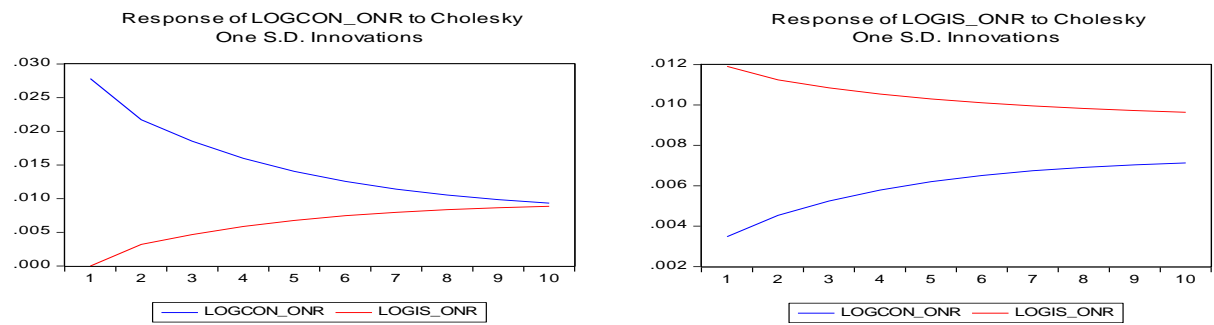 Response of LOGCON_ONR to Cholesky
One S.D. Innovations
.030
.025
.020
.015
.010
.005
.000
1 2 3 4 5 6 7 8 9 10
LOGCON_ONR LOGIS_ONR
Response of LOGIS_ONR to Cholesky
One S.D. Innovations
.012
.010
.008
.006
.004
.002
1 2 3 4 5 6 7 8 9 10
LOGCON_ONR LOGIS_ONR